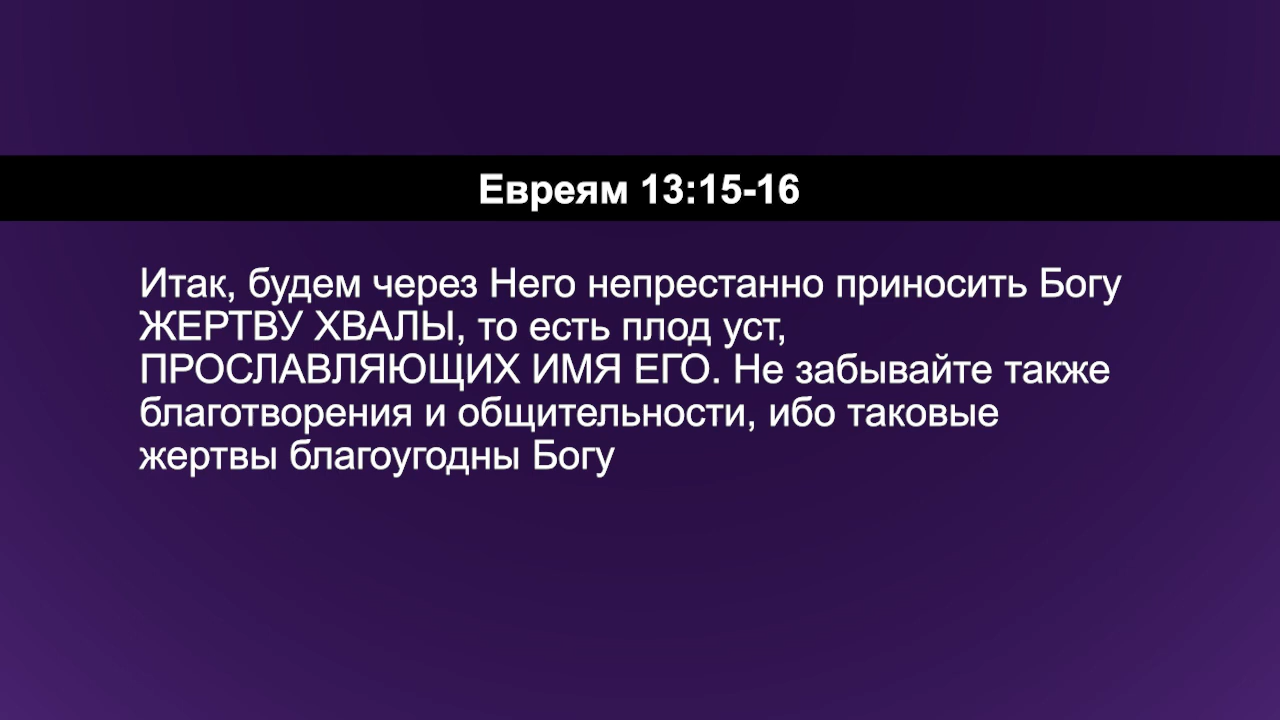 Евреям 13:15-16
Итак, будем через Него непрестанно приносить Богу
ЖЕРТВУ ХВАЛЫ, то есть плод уст,
ПРОСЛАВЛЯЮЩИХ ИМЯ ЕГО. Не забывайте также
благотворения и общительности, ибо таковые
жертвы благоугодны Богу